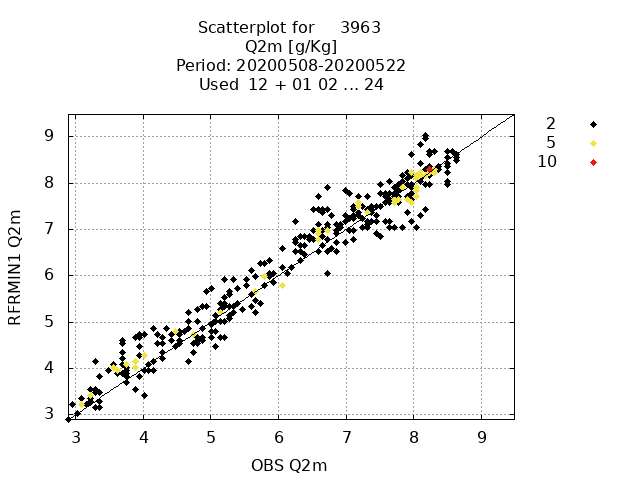 Scatterplot for 3963
Q2m [g/Kg]
Period: 20200508-20200522
Used 12 + 01 02 ... 24
2
5
10
9
8
7
6
5
4
3
RFRMIN1 Q2m
3 4 5 6 7 8 9
OBS Q2m